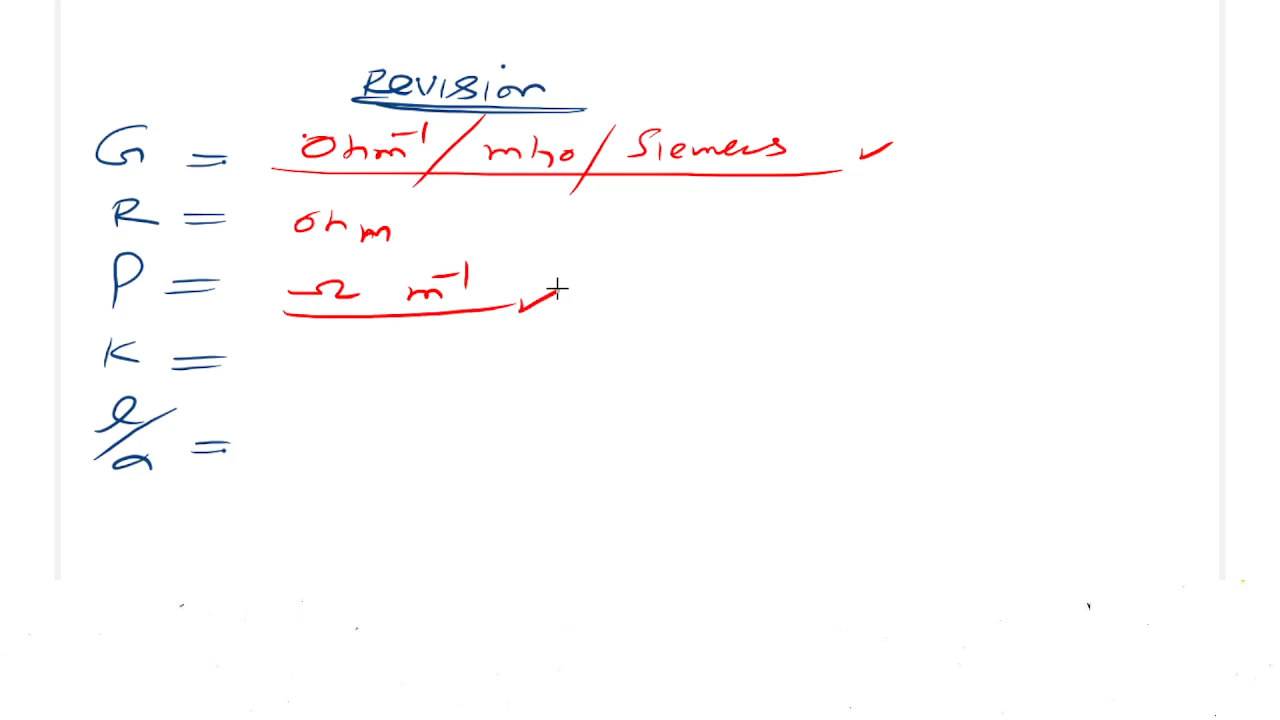 Revision
G = Ohm⁻¹/mho/Siemens ✓
R = ohm
ρ = Ω m⁻¹ ✓
K =
l/a =